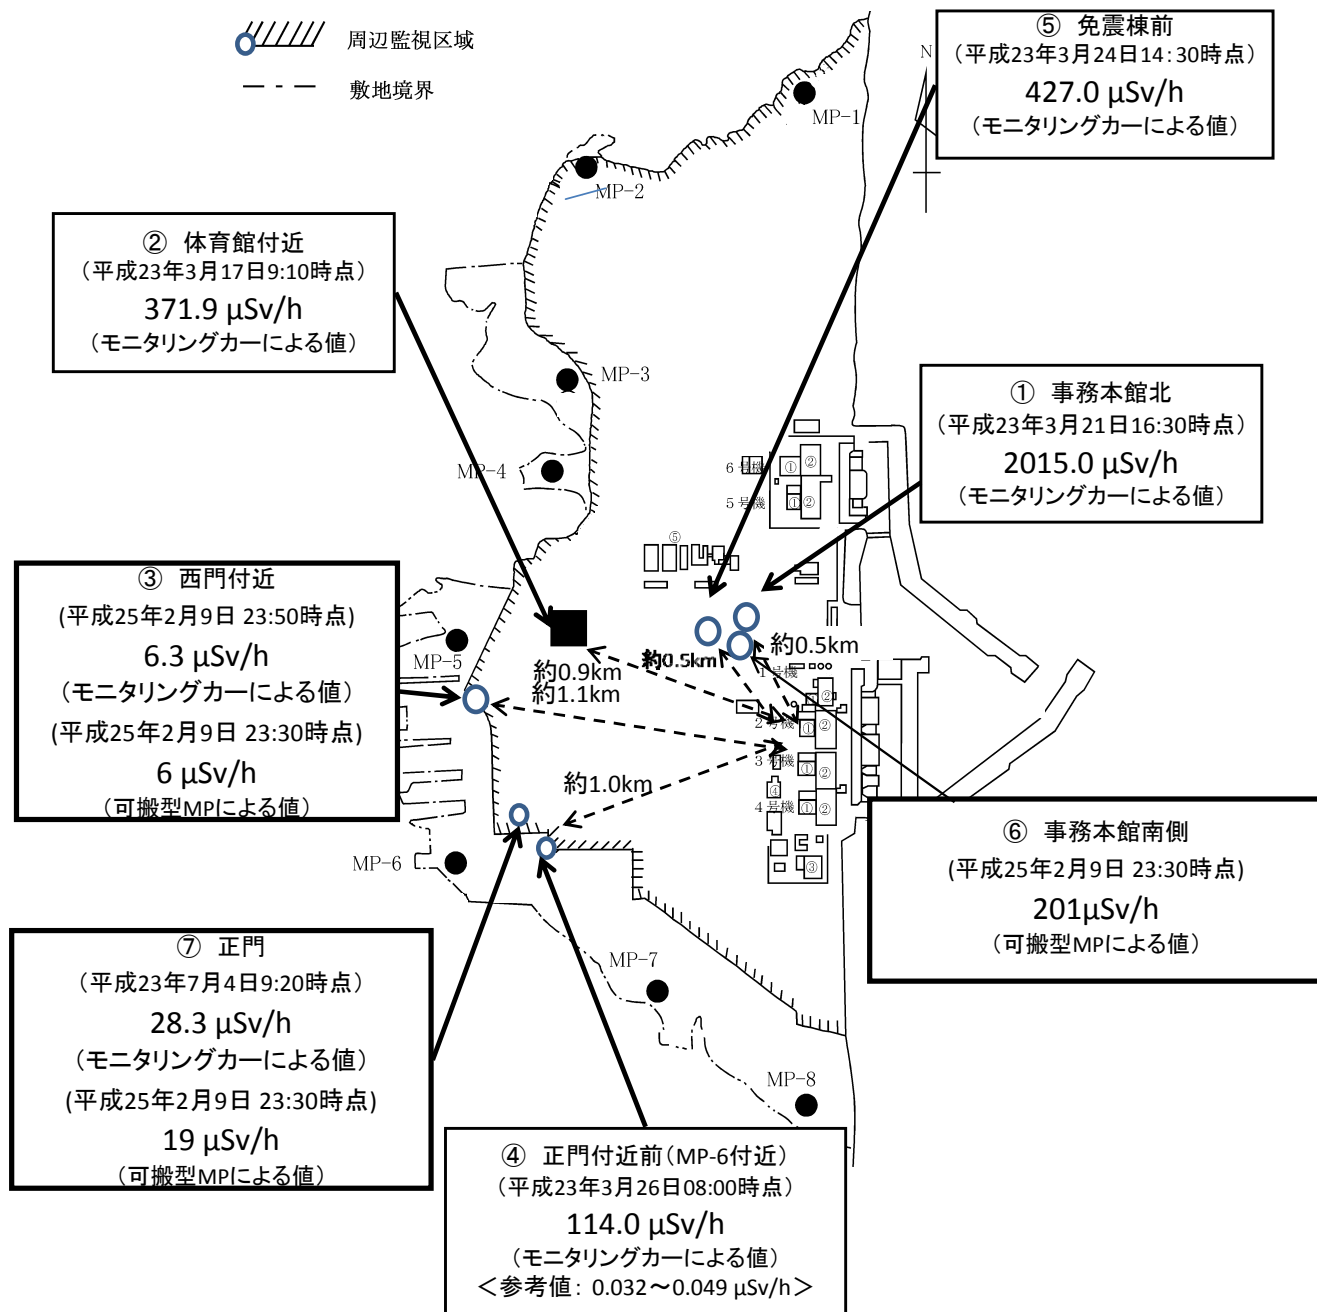 周辺監視区域
敷地境界
⑤ 免震棟前
(平成23年3月24日14:30時点)
427.0 μSv/h
(モニタリングカーによる値)
N
MP-1
MP-2
② 体育館付近
(平成23年3月17日9:10時点)
371.9 μSv/h
(モニタリングカーによる値)
MP-3
① 事務本館北
(平成23年3月21日16:30時点)
2015.0 μSv/h
(モニタリングカーによる値)
MP-4
6号機
① ②
5号機
① ②
⑤
③ 西門付近
(平成25年2月9日 23:50時点)
6.3 μSv/h
(モニタリングカーによる値)
(平成25年2月9日 23:30時点)
6 μSv/h
(可搬型MPによる値)
MP-5
約0.9km
約1.1km
約0.5km
約0.5km
1号機
②
2号機
① ②
3号機
① ②
約1.0km
④
4号機
① ②
③
MP-6
⑥ 事務本館南側
(平成25年2月9日 23:30時点)
201μSv/h
(可搬型MPによる値)
⑦ 正門
(平成23年7月4日9:20時点)
28.3 μSv/h
(モニタリングカーによる値)
(平成25年2月9日 23:30時点)
19 μSv/h
(可搬型MPによる値)
MP-7
MP-8
④ 正門付近前(MP-6付近)
(平成23年3月26日08:00時点)
114.0 μSv/h
(モニタリングカーによる値)
<参考値: 0.032~0.049 μSv/h>